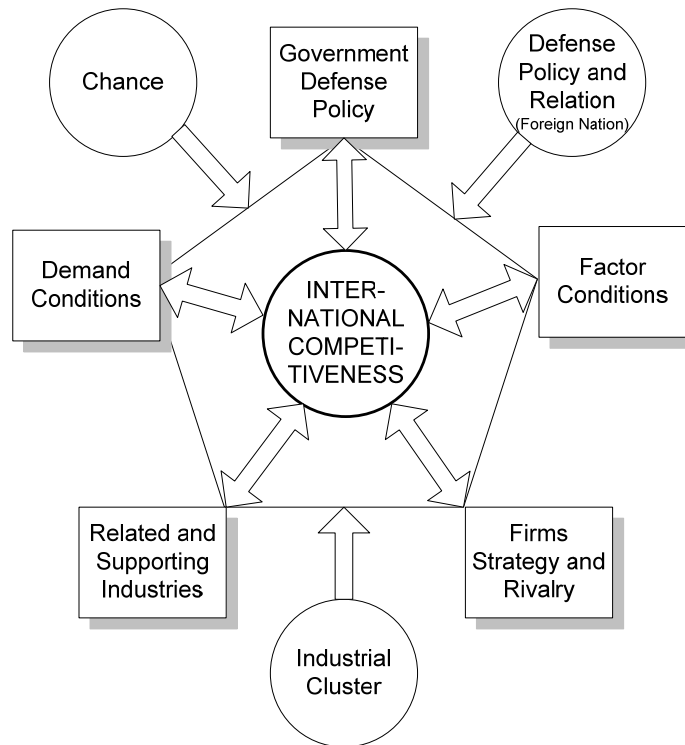 Chance
Government
Defense
Policy
Defense
Policy and
Relation
(Foreign Nation)
Demand
Conditions
INTER-
NATIONAL
COMPETI-
TIVENESS
Factor
Conditions
Related and
Supporting
Industries
Firms
Strategy and
Rivalry
Industrial
Cluster